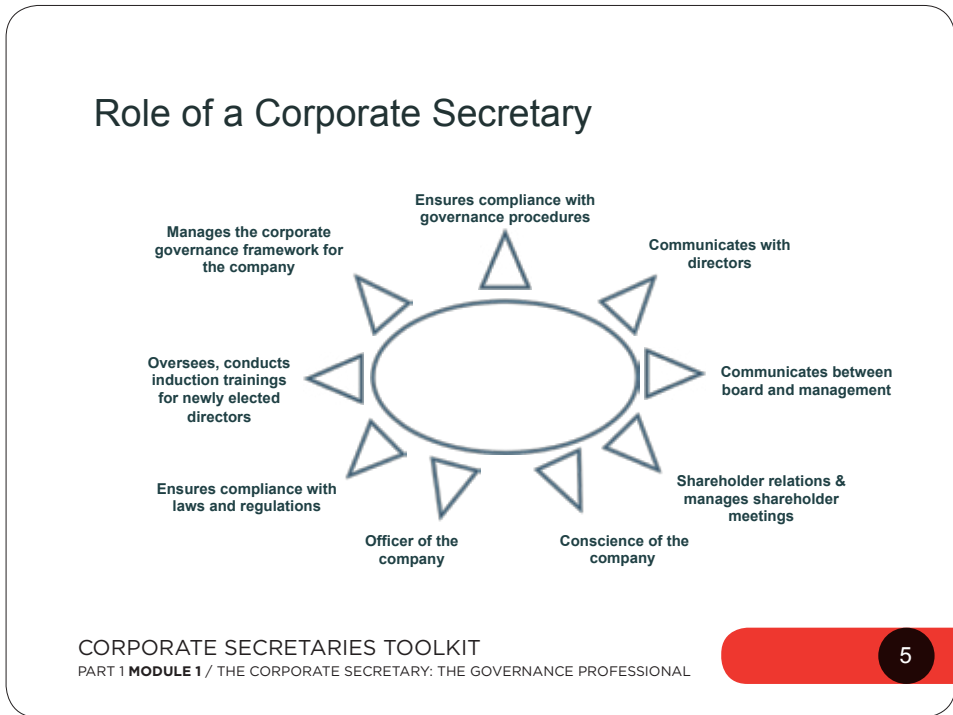 Role of a Corporate Secretary
Ensures compliance with
governance procedures
Manages the corporate
governance framework for
the company
Communicates with
directors
Oversees, conducts
induction trainings
for newly elected
directors
Communicates between
board and management
Ensures compliance with
laws and regulations
Shareholder relations &
manages shareholder
meetings
Officer of the
company
Conscience of the
company
CORPORATE SECRETARIES TOOLKIT
PART 1 MODULE 1 / THE CORPORATE SECRETARY: THE GOVERNANCE PROFESSIONAL
5